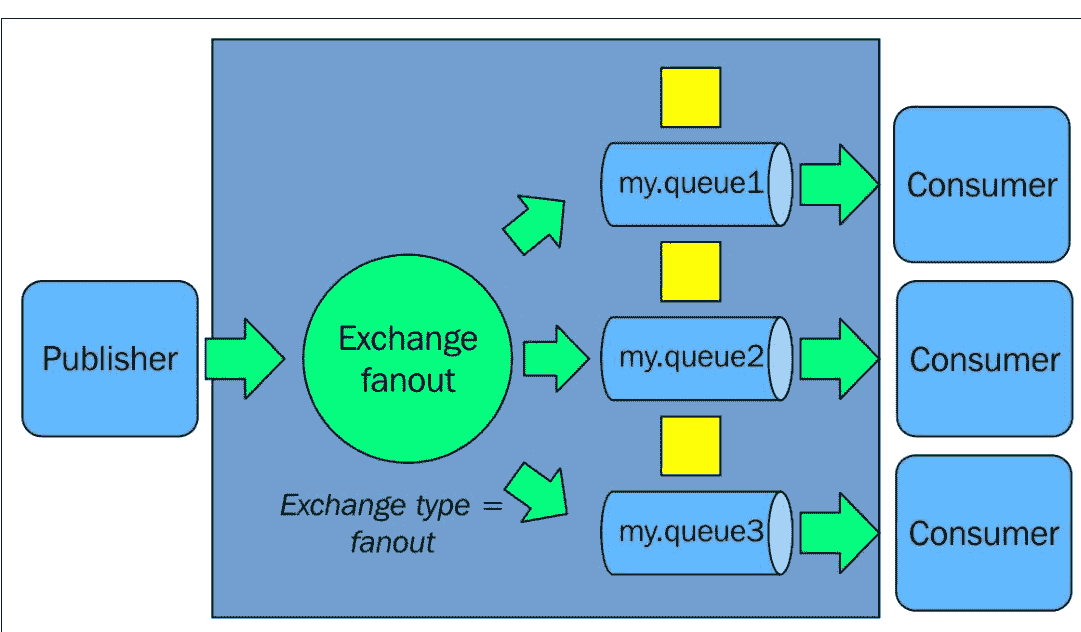 Publisher
Exchange
fanout
Exchange type =
fanout
my.queue1
my.queue2
my.queue3
Consumer
Consumer
Consumer